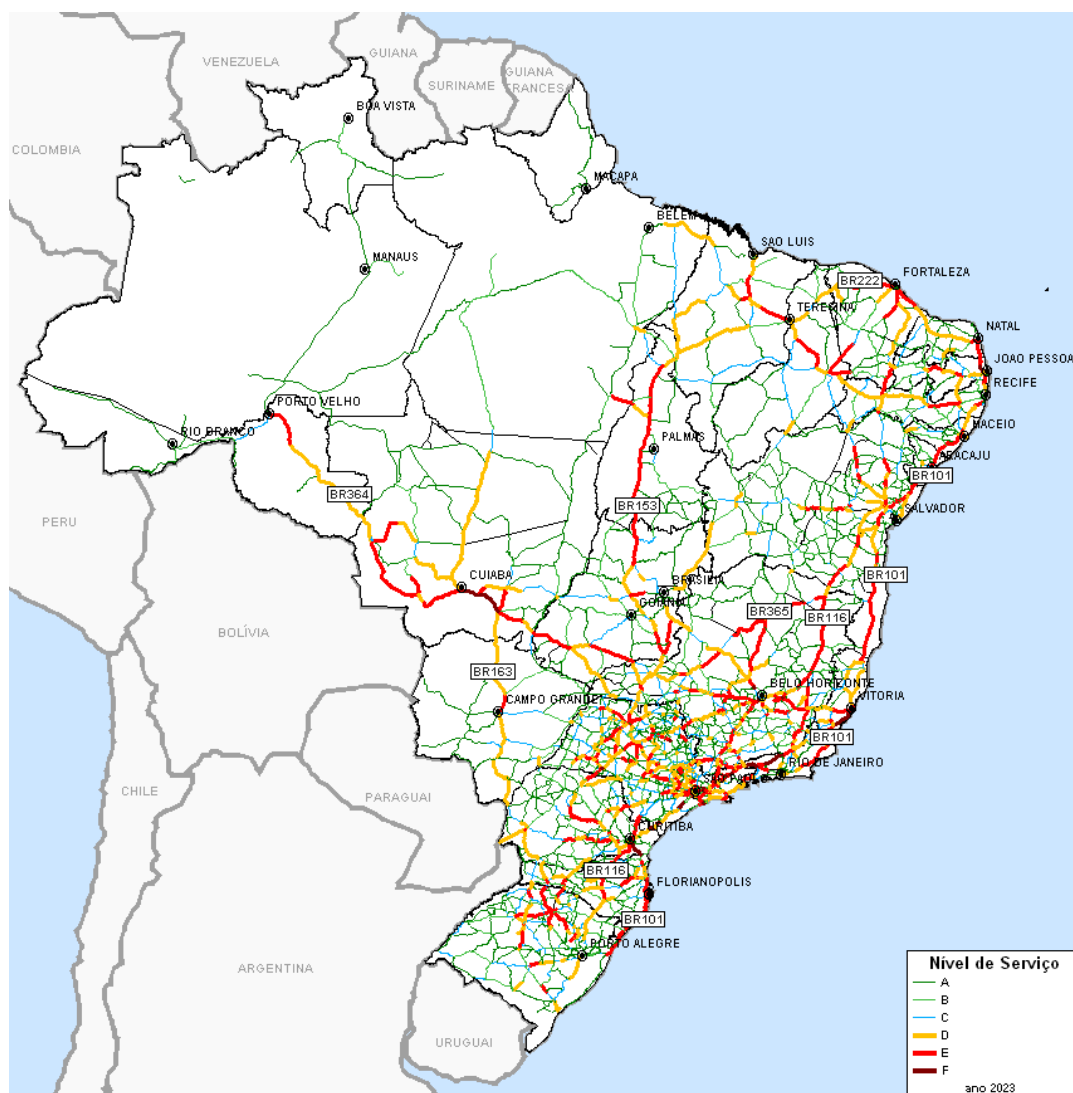 GUIANA
VENEZUELA
GUIANA
FRANCESA
SURINAME
BOA VISTA
COLOMBIA
MACAPA
BELEM
SAO LUIS
MANAUS
FORTALEZA
BR222
TERESINA
NATAL
JOAO PESSOA
RECIFE
PORTO VELHO
RIO BRANCO
MACEIO
PALMAS
ARACAJU
BR101
BR364
BR153
SALVADOR
PERU
BR101
CUIABA
BRASILIA
GOIANIA
BR365
BR116
BOLÍVIA
BR163
BELO HORIZONTE
CAMPO GRANDE
VITORIA
BR101
RIO DE JANEIRO
SAO PAULO
CHILE
PARAGUAI
CURITIBA
BR116
FLORIANOPOLIS
BR101
PORTO ALEGRE
ARGENTINA
URUGUAI
Nível de Serviço
A
B
C
D
E
F
ano 2023